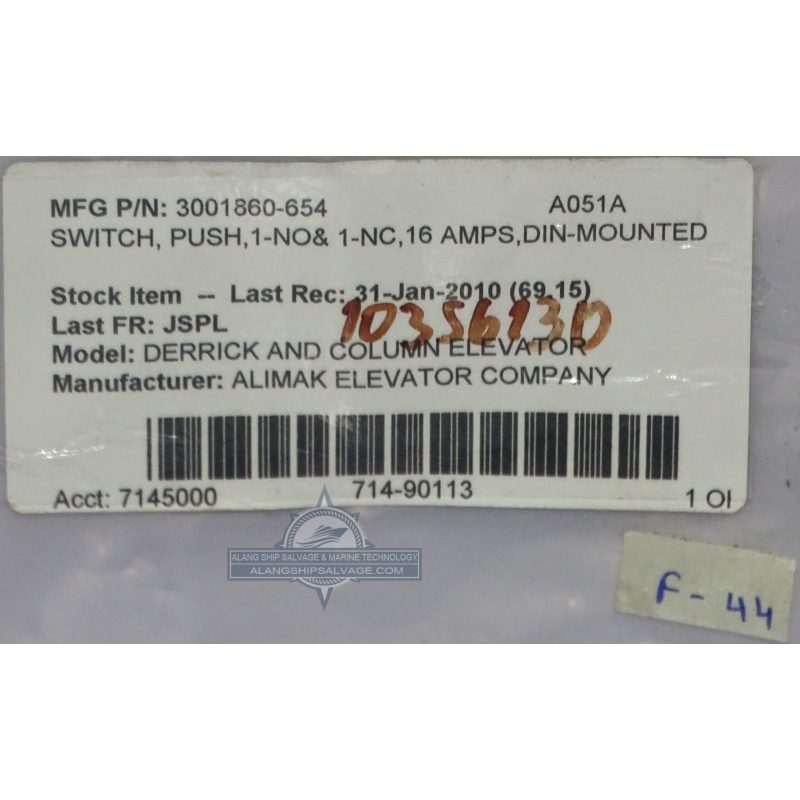 MFG P/N: 3001860-654 A051A
SWITCH, PUSH,1-NO& 1-NC,16 AMPS,DIN-MOUNTED
Stock Item -- Last Rec: 31-Jan-2010 (69.15)
Last FR: JSPL
10356130
Model: DERRICK AND COLUMN ELEVATOR
Manufacturer: ALIMAK ELEVATOR COMPANY
Acct: 7145000 714-90113 1 OI
ALANG SHIP SALVAGE & MARINE TECHNOLOGY
ALANGSHIPSALVAGE.COM
F-44